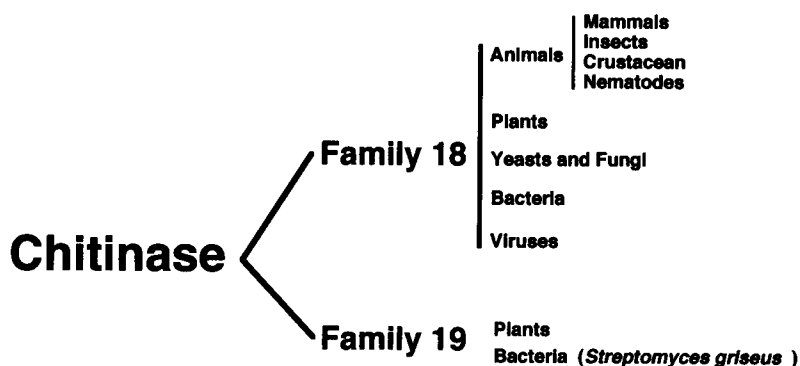 Mammals
Insects
Animals
Crustacean
Nematodes
Plants
Family 18
Yeasts and Fungi
Bacteria
Chitinase
Viruses
Family 19
Plants
Bacteria (Streptomyces griseus )